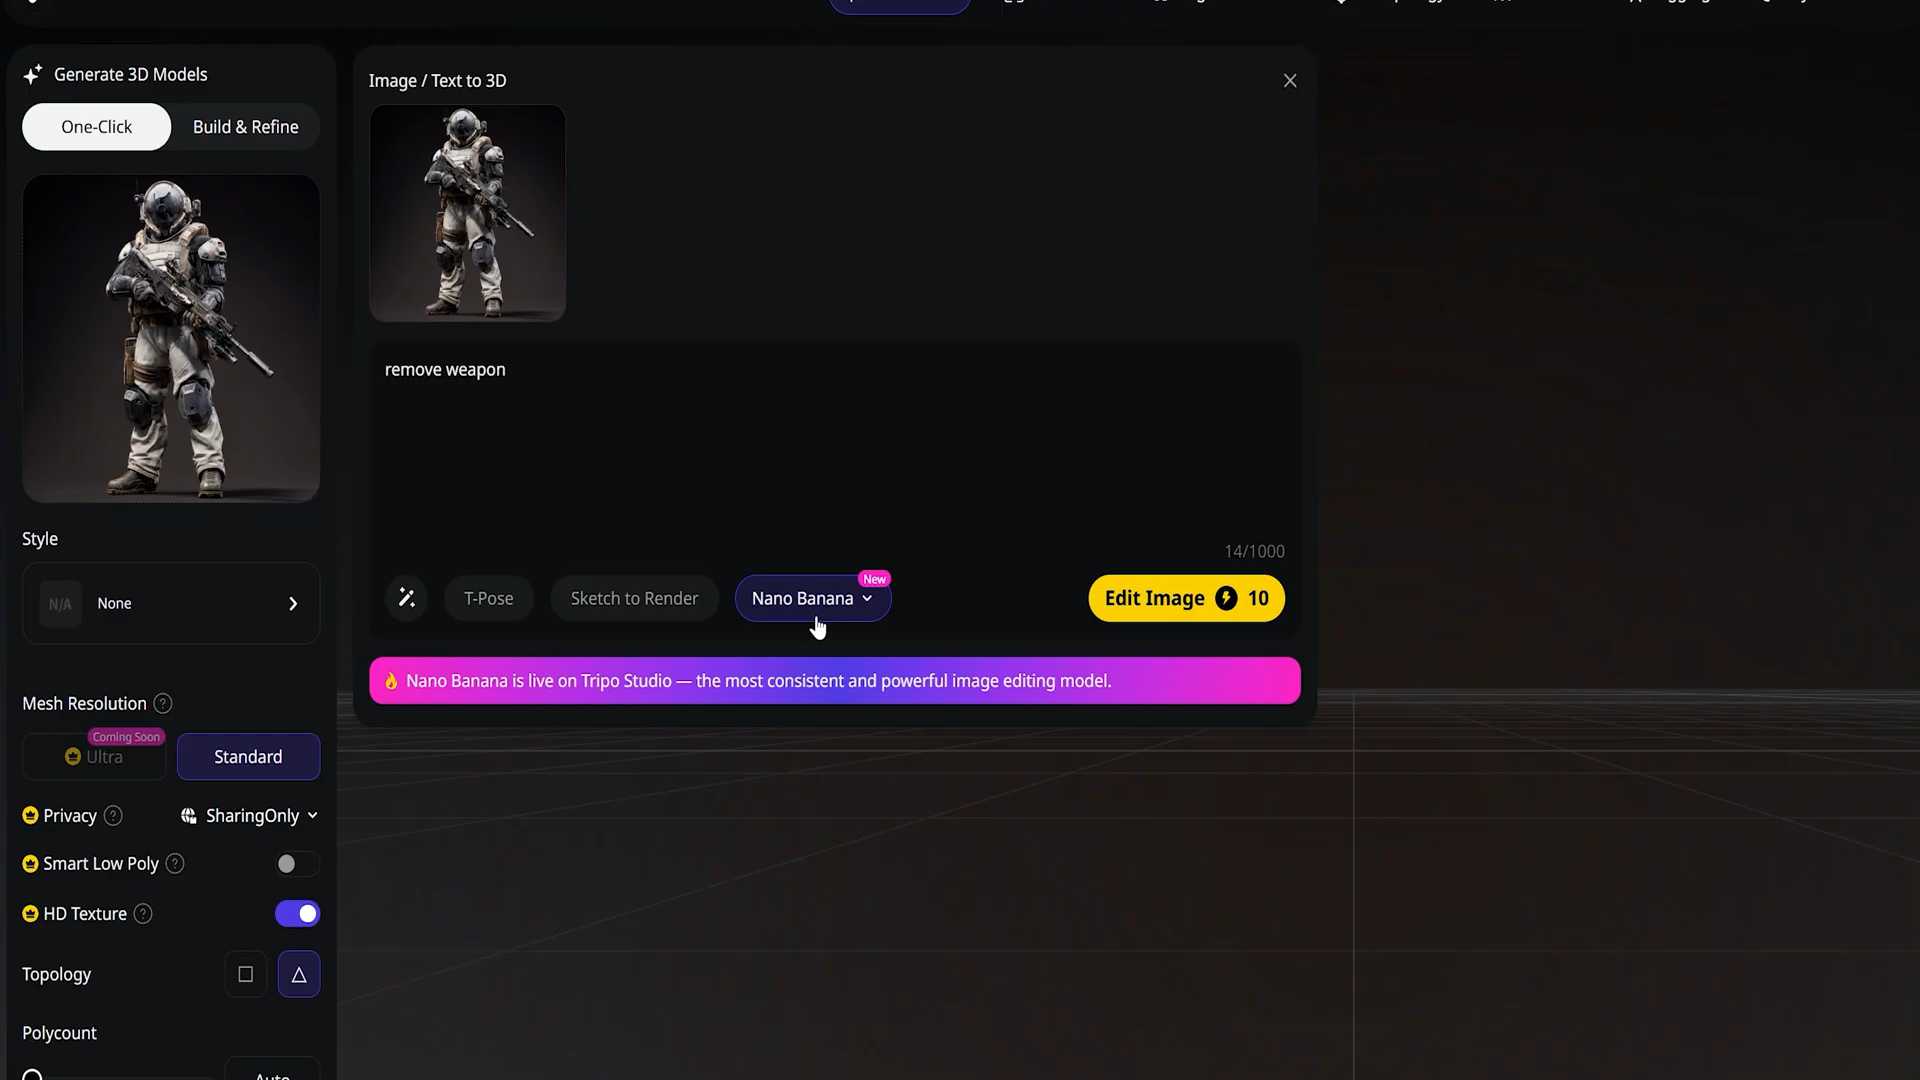 Generate 3D Models
One-Click
Build & Refine
Style
N/A
None
Mesh Resolution ?
Coming Soon
Ultra
Standard
Privacy ?
SharingOnly
Smart Low Poly ?
HD Texture ?
Topology
Polycount
Auto
Image / Text to 3D
remove weapon
14/1000
T-Pose
Sketch to Render
New
Nano Banana
Edit Image 10
🔥 Nano Banana is live on Tripo Studio — the most consistent and powerful image editing model.